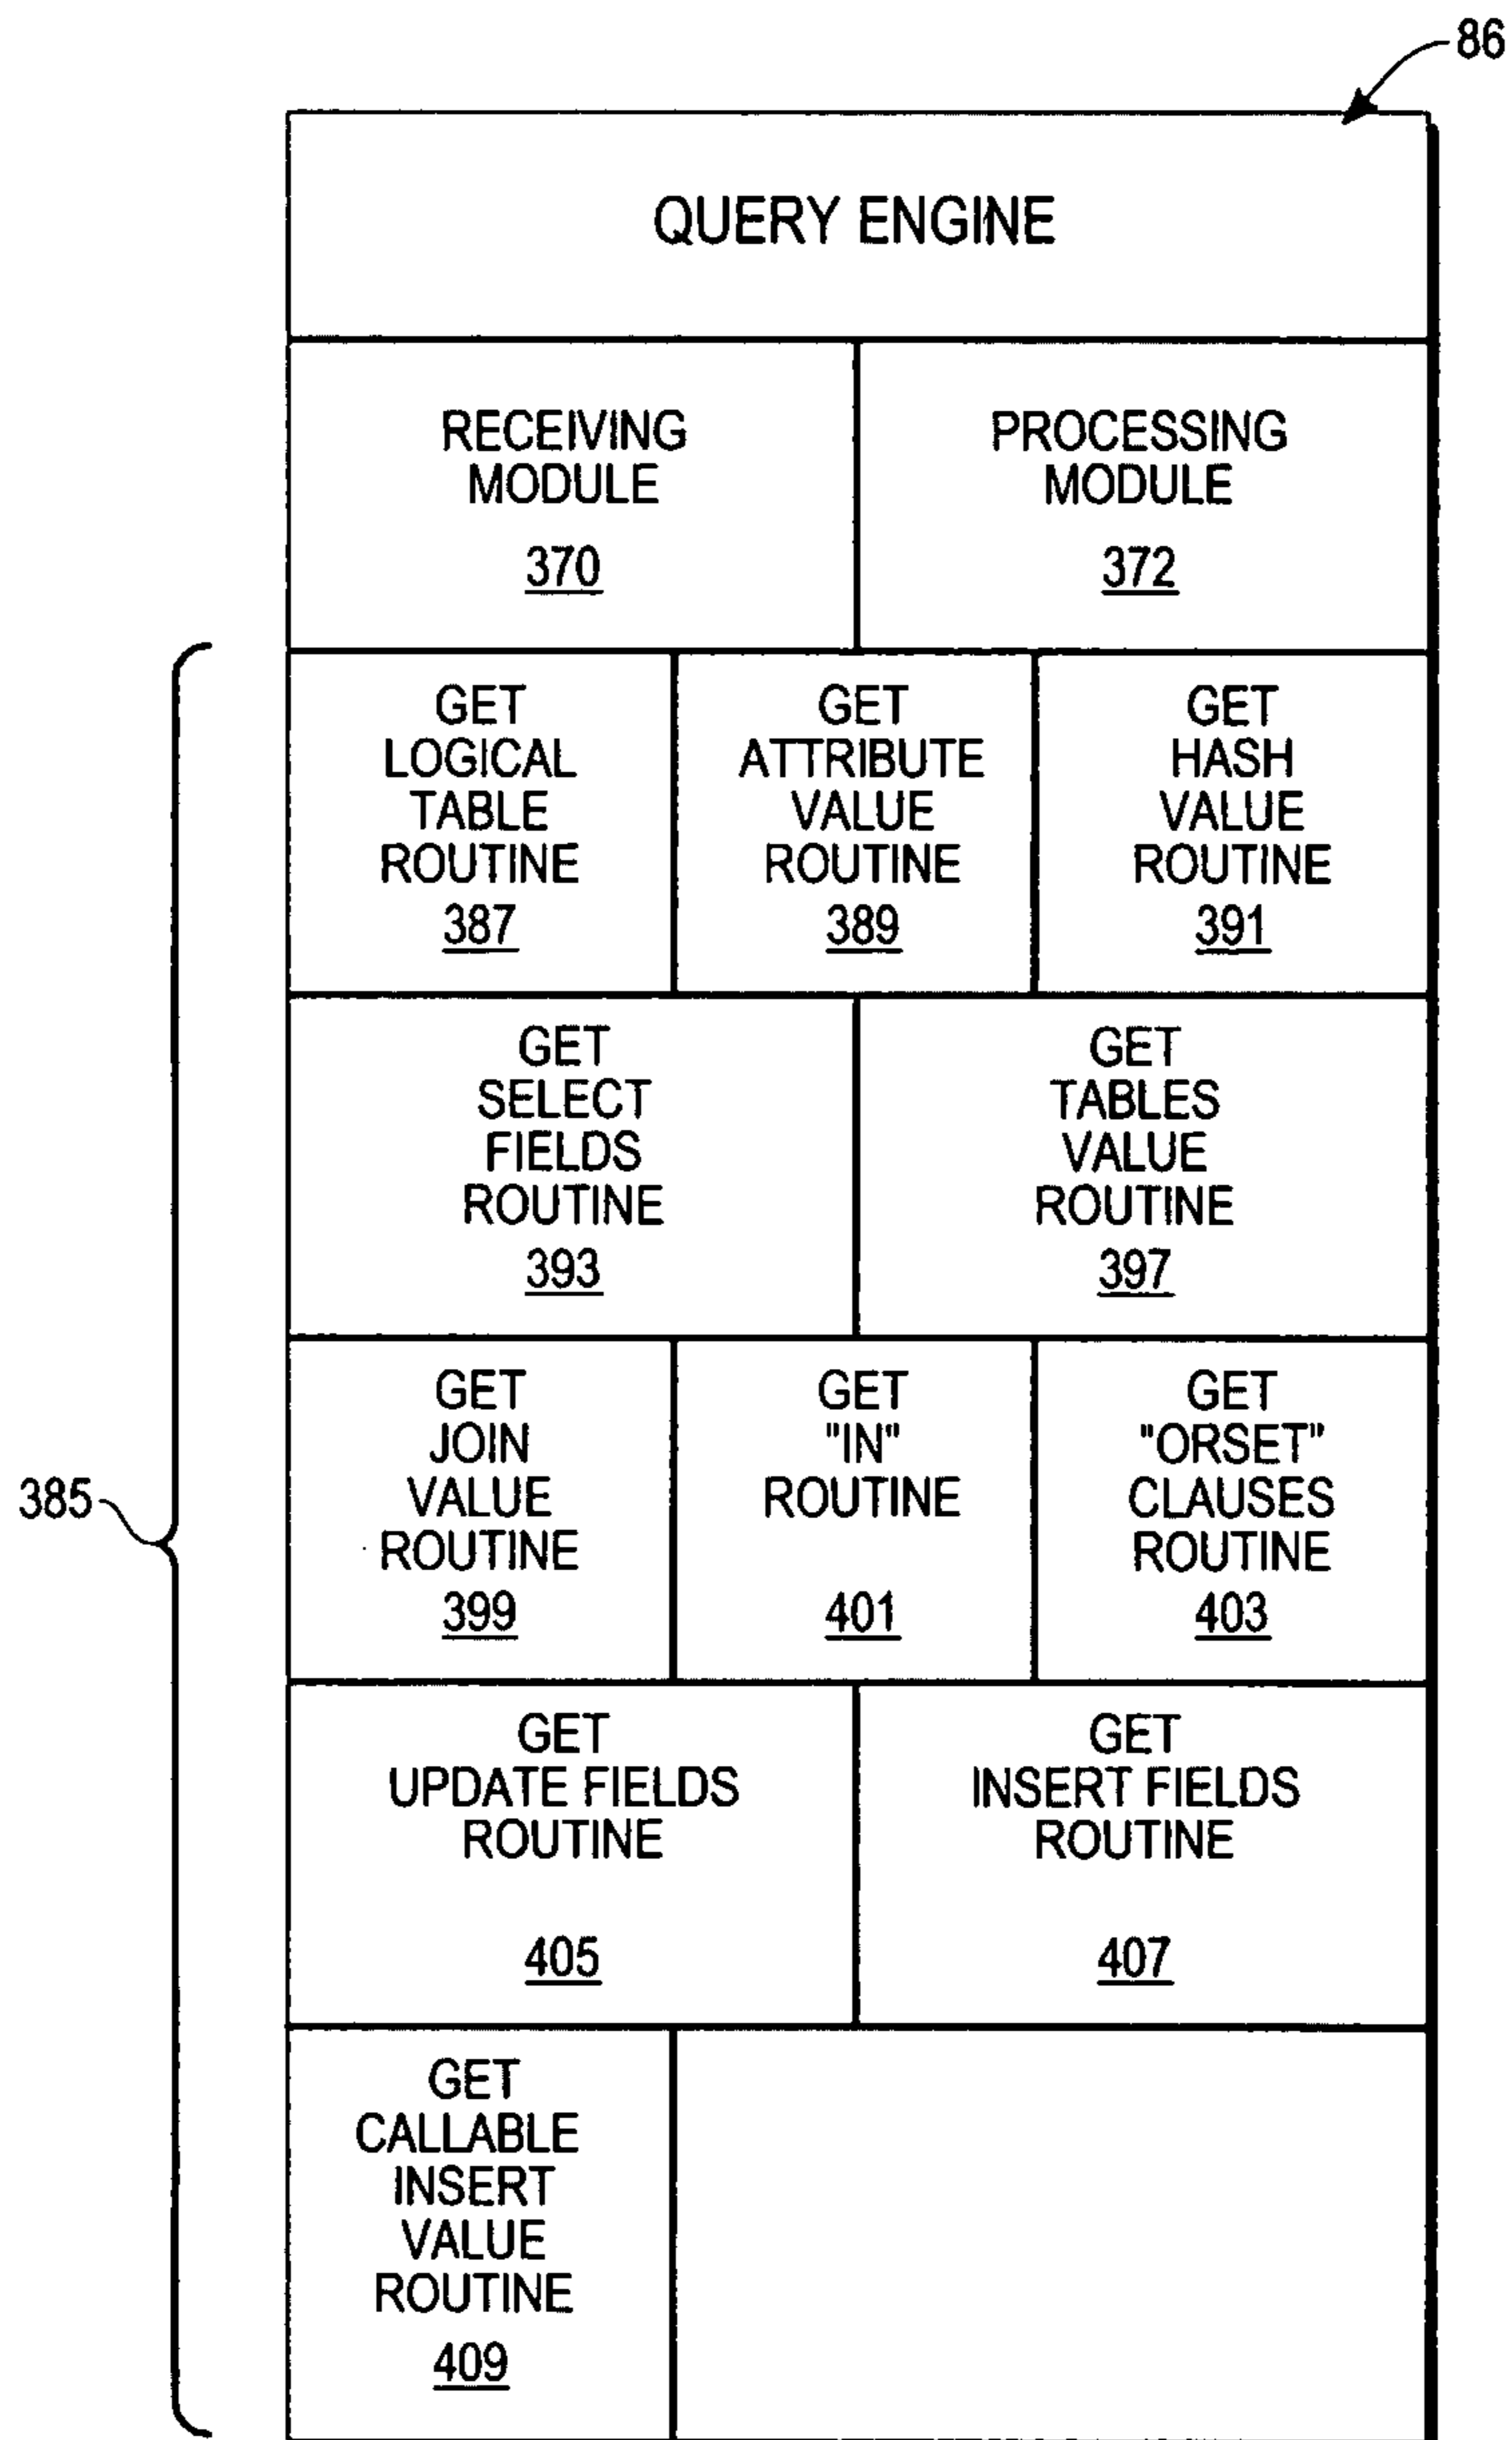 86
QUERY ENGINE
RECEIVING
MODULE
370
PROCESSING
MODULE
372
GET
LOGICAL
TABLE
ROUTINE
387
GET
ATTRIBUTE
VALUE
ROUTINE
389
GET
HASH
VALUE
ROUTINE
391
GET
SELECT
FIELDS
ROUTINE
393
GET
TABLES
VALUE
ROUTINE
397
385
GET
JOIN
VALUE
ROUTINE
399
GET
"IN"
ROUTINE
401
GET
"ORSET"
CLAUSES
ROUTINE
403
GET
UPDATE FIELDS
ROUTINE
405
GET
INSERT FIELDS
ROUTINE
407
GET
CALLABLE
INSERT
VALUE
ROUTINE
409